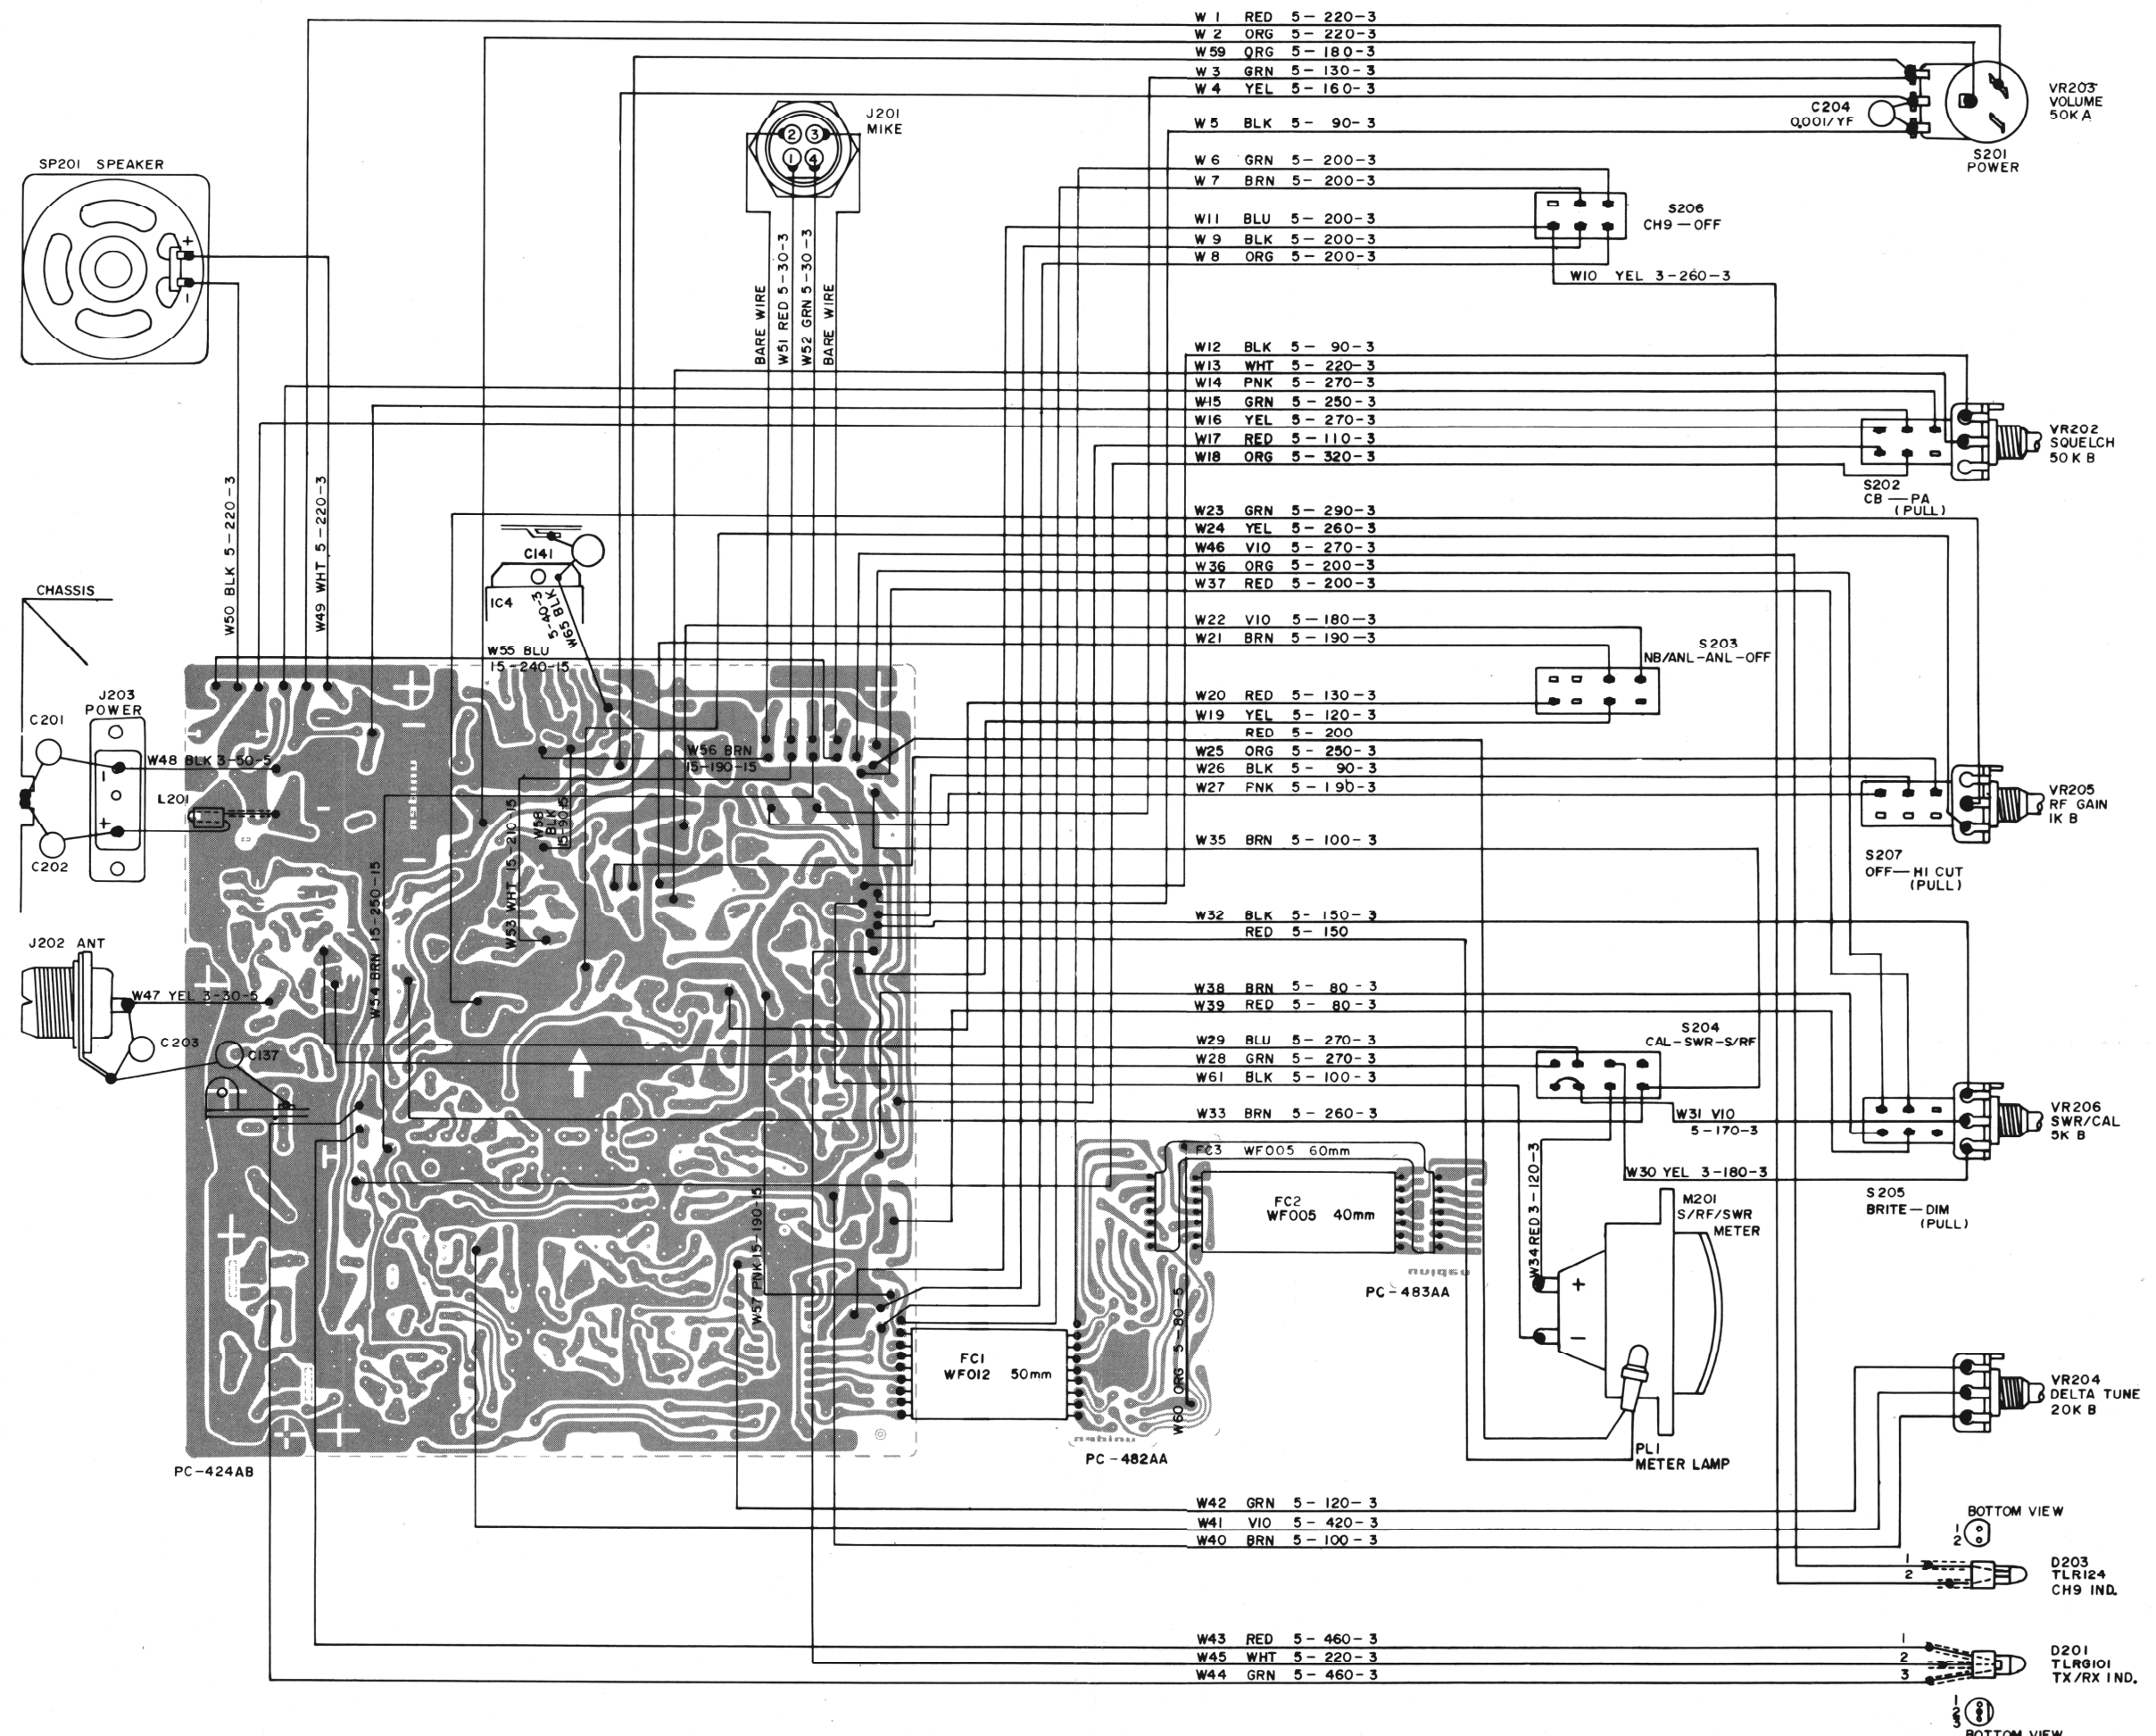 W 1 RED 5-220-3
W 2 ORG 5-220-3
W59 ORG 5-180-3
W 3 GRN 5-130-3
W 4 YEL 5-160-3
W 5 BLK 5-90-3
VR203
VOLUME
50K A
C204
0.001/YF
S201
POWER
J201
MIKE
SP201 SPEAKER
+
-
W 6 GRN 5-200-3
W 7 BRN 5-200-3
W11 BLU 5-200-3
W 9 BLK 5-200-3
W 8 ORG 5-200-3
S206
CH9-OFF
W10 YEL 3-260-3
2 3
1 4
BARE WIRE
W51 RED 5-30-3
W52 GRN 5-30-3
BARE WIRE
W12 BLK 5-90-3
W13 WHT 5-220-3
W14 PNK 5-270-3
W15 GRN 5-250-3
W16 YEL 5-270-3
W17 RED 5-110-3
W18 ORG 5-320-3
VR202
SQUELCH
50K B
S202
CB-PA
(PULL)
W50 BLK 5-220-3
W49 WHT 5-220-3
W23 GRN 5-290-3
W24 YEL 5-260-3
W46 VIO 5-270-3
W36 ORG 5-200-3
W37 RED 5-200-3
C141
IC4
W65 BLK
5-40-3
CHASSIS
W22 VIO 5-180-3
W21 BRN 5-190-3
S203
NB/ANL-ANL-OFF
W55 BLU
15-240-15
W20 RED 5-130-3
W19 YEL 5-120-3
RED 5-200
W25 ORG 5-250-3
W26 BLK 5-90-3
W27 PNK 5-190-3
J203
POWER
C201
-
+
C202
W48 BLK 3-50-5
L201
W56 BRN
15-190-15
uniden
W58
BLK
15-90-15
W53 WHT 15-210-15
W54 BRN 15-250-15
VR205
RF GAIN
1K B
S207
OFF-HI CUT
(PULL)
W35 BRN 5-100-3
W32 BLK 5-150-3
RED 5-150
J202 ANT
W47 YEL 3-30-5
C203
C137
W38 BRN 5-80-3
W39 RED 5-80-3
W29 BLU 5-270-3
W28 GRN 5-270-3
W61 BLK 5-100-3
W33 BRN 5-260-3
S204
CAL-SWR-S/RF
W31 VIO
5-170-3
W30 YEL 3-180-3
W34 RED 3-120-3
VR206
SWR/CAL
5K B
S205
BRITE-DIM
(PULL)
FC3 WF005 60mm
FC2
WF005 40mm
uniden
PC-483AA
M201
S/RF/SWR
METER
+
-
W57 PNK 15-190-15
FC1
WF012 50mm
W60 ORG 5-80-5
uniden
PC-482AA
PC-424AB
PL1
METER LAMP
VR204
DELTA TUNE
20K B
W42 GRN 5-120-3
W41 VIO 5-420-3
W40 BRN 5-100-3
BOTTOM VIEW
1
2
1
2
D203
TLR124
CH9 IND.
W43 RED 5-460-3
W45 WHT 5-220-3
W44 GRN 5-460-3
1
2
3
D201
TLRG101
TX/RX IND.
1
2
3
BOTTOM VIEW